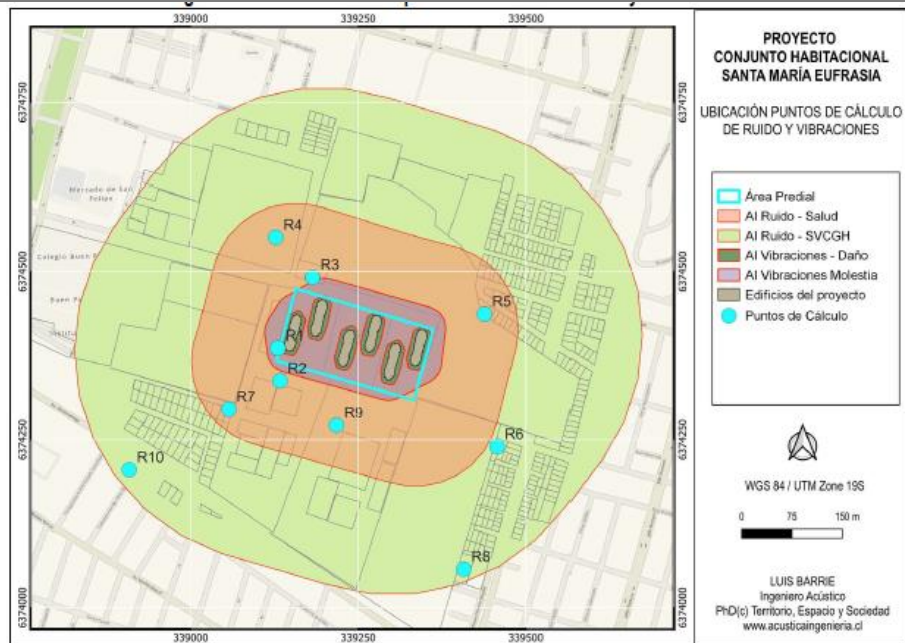 339000 339250 339500
6374750
6374500
6374250
6374000
Mercado de San
Felipe
R4
R3
R5
R1
R2
R7
R9
R6
R10
R8
339000 339250 339500
6374750
6374500
6374250
6374000
PROYECTO
CONJUNTO HABITACIONAL
SANTA MARÍA EUFRASIA
UBICACIÓN PUNTOS DE CÁLCULO
DE RUIDO Y VIBRACIONES
Área Predial
AI Ruido - Salud
AI Ruido - SVCGH
AI Vibraciones - Daño
AI Vibraciones Molestia
Edificios del proyecto
Puntos de Cálculo
WGS 84 / UTM Zone 19S
0 75 150 m
LUIS BARRIE
Ingeniero Acústico
PhD(c) Territorio, Espacio y Sociedad
www.acusticaingenieria.cl